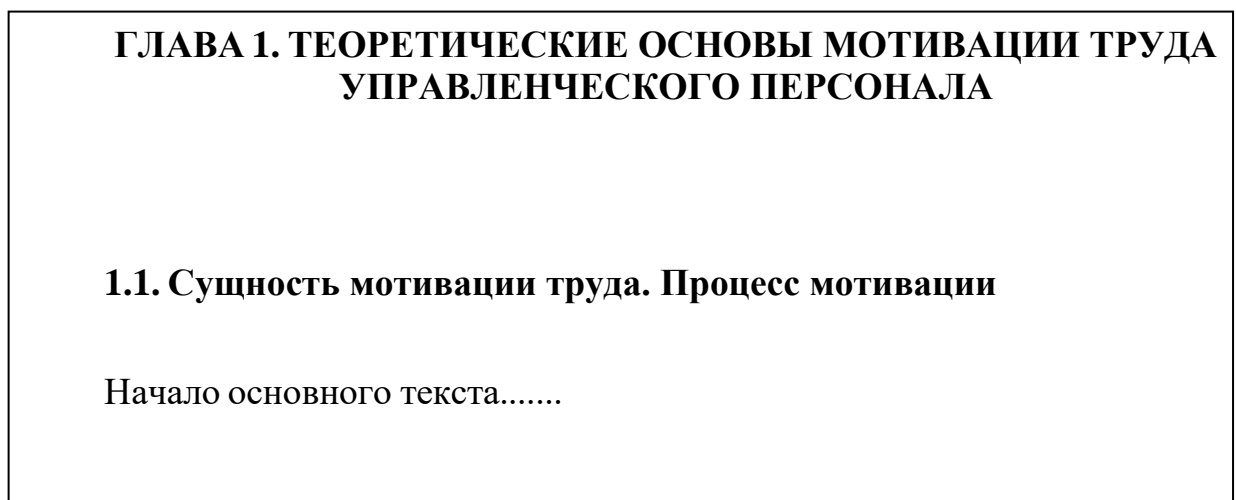 ГЛАВА 1. ТЕОРЕТИЧЕСКИЕ ОСНОВЫ МОТИВАЦИИ ТРУДА
УПРАВЛЕНЧЕСКОГО ПЕРСОНАЛА
1.1. Сущность мотивации труда. Процесс мотивации
Начало основного текста.......